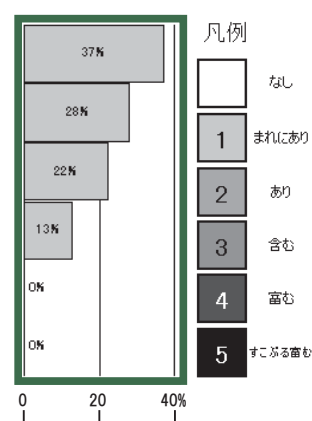 凡例
37%
28%
22%
13%
0%
0%
なし
1 まれにあり
2 あり
3 含む
4 富む
5 すこぶる富む
0 20 40%